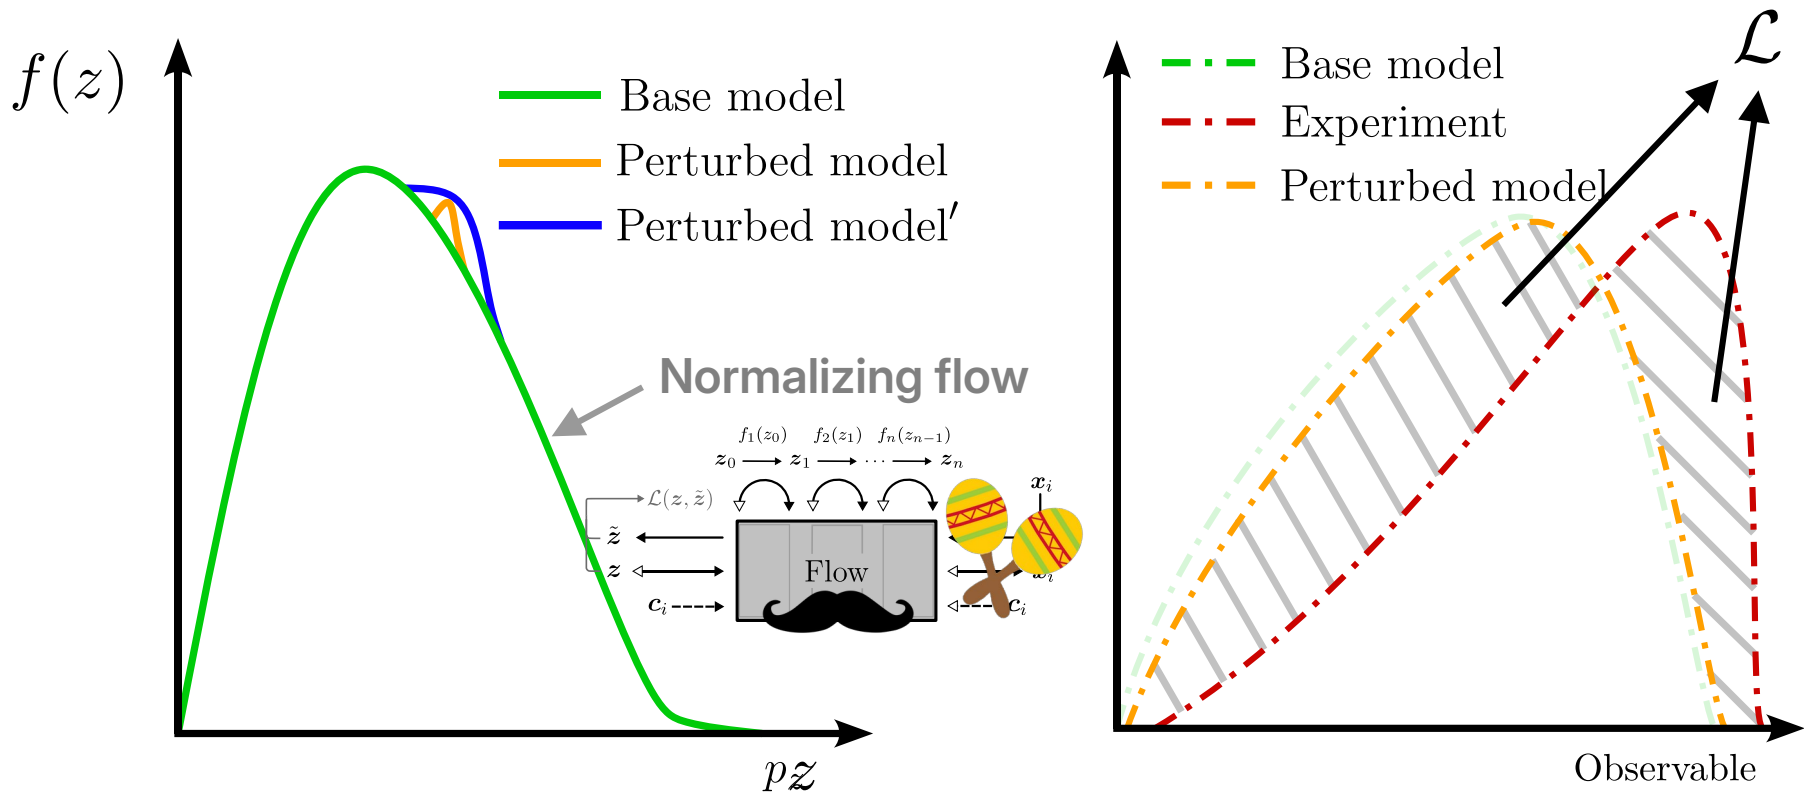 f(z)
Base model
Perturbed model
Perturbed model′
Normalizing flow
f₁(z₀) f₂(z₁) fₙ(zₙ₋₁)
z₀ z₁ ··· zₙ
ℒ(z, z̃)
z̃
z
cᵢ
Flow
xᵢ
cᵢ
pz
ℒ
Base model
Experiment
Perturbed model
Observable